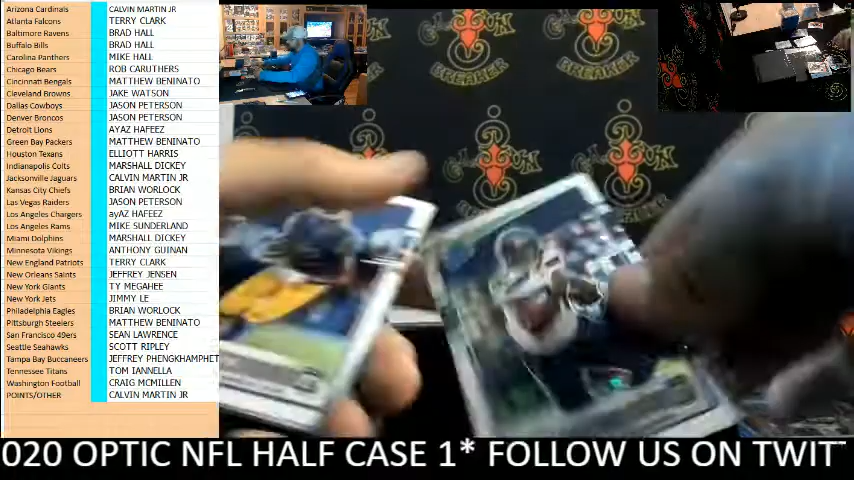 Arizona Cardinals CALVIN MARTIN JR
Atlanta Falcons TERRY CLARK
Baltimore Ravens BRAD HALL
Buffalo Bills BRAD HALL
Carolina Panthers MIKE HALL
Chicago Bears ROB CARUTHERS
Cincinnati Bengals MATTHEW BENINATO
Cleveland Browns JAKE WATSON
Dallas Cowboys JASON PETERSON
Denver Broncos JASON PETERSON
Detroit Lions AYAZ HAFEEZ
Green Bay Packers MATTHEW BENINATO
Houston Texans ELLIOTT HARRIS
Indianapolis Colts MARSHALL DICKEY
Jacksonville Jaguars CALVIN MARTIN JR
Kansas City Chiefs BRIAN WORLOCK
Las Vegas Raiders JASON PETERSON
Los Angeles Chargers ayAZ HAFEEZ
Los Angeles Rams MIKE SUNDERLAND
Miami Dolphins MARSHALL DICKEY
Minnesota Vikings ANTHONY GUINAN
New England Patriots TERRY CLARK
New Orleans Saints JEFFREY JENSEN
New York Giants TY MEGAHEE
New York Jets JIMMY LE
Philadelphia Eagles BRIAN WORLOCK
Pittsburgh Steelers MATTHEW BENINATO
San Francisco 49ers SEAN LAWRENCE
Seattle Seahawks SCOTT RIPLEY
Tampa Bay Buccaneers JEFFREY PHENGKHAMPHET
Tennessee Titans TOM IANNELLA
Washington Football CRAIG MCMILLEN
POINTS/OTHER CALVIN MARTIN JR
BREAKER
BREAKER
020 OPTIC NFL HALF CASE 1* FOLLOW US ON TWIT